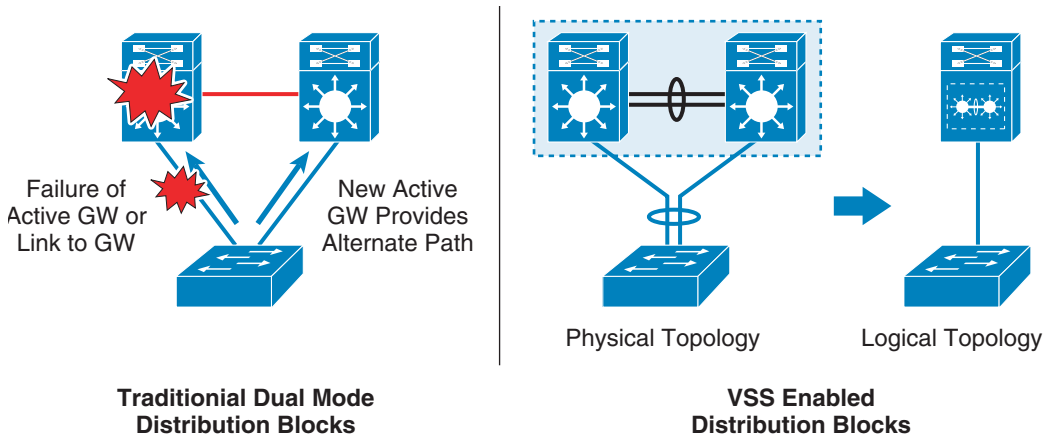 Failure of
Active GW or
Link to GW
New Active
GW Provides
Alternate Path
Physical Topology
Logical Topology
Traditionial Dual Mode
Distribution Blocks
VSS Enabled
Distribution Blocks